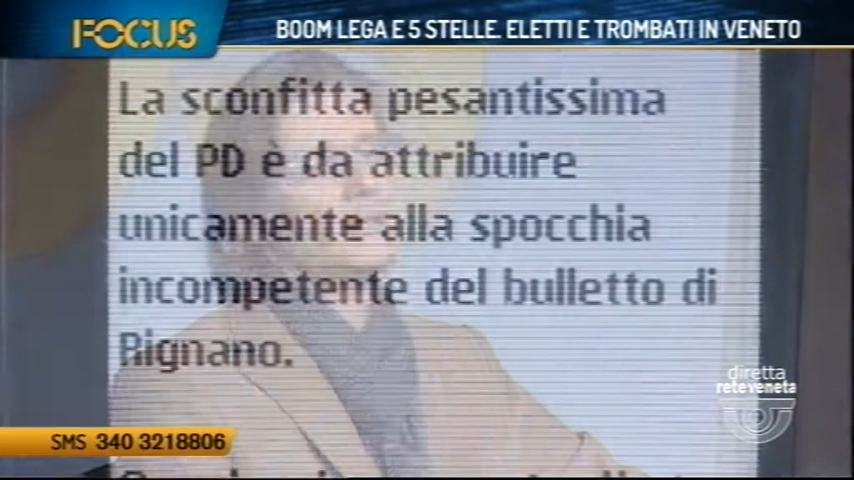 FOCUS
BOOM LEGA E 5 STELLE. ELETTI E TROMBATI IN VENETO
La sconfitta pesantissima
del PD è da attribuire
unicamente alla spocchia
incompetente del bulletto di
Rignano.
diretta
reteveneta
SMS 340 3218806